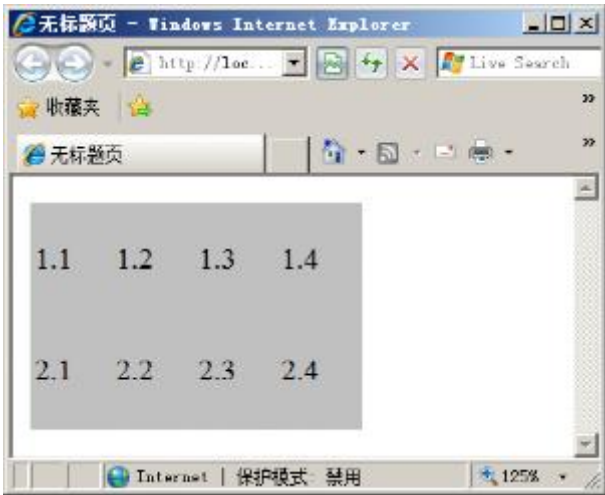 无标题页 - Windows Internet Explorer
http://loc...
Live Search
收藏夹
»
无标题页
»
1.1 1.2 1.3 1.4
2.1 2.2 2.3 2.4
Internet | 保护模式: 禁用
125%